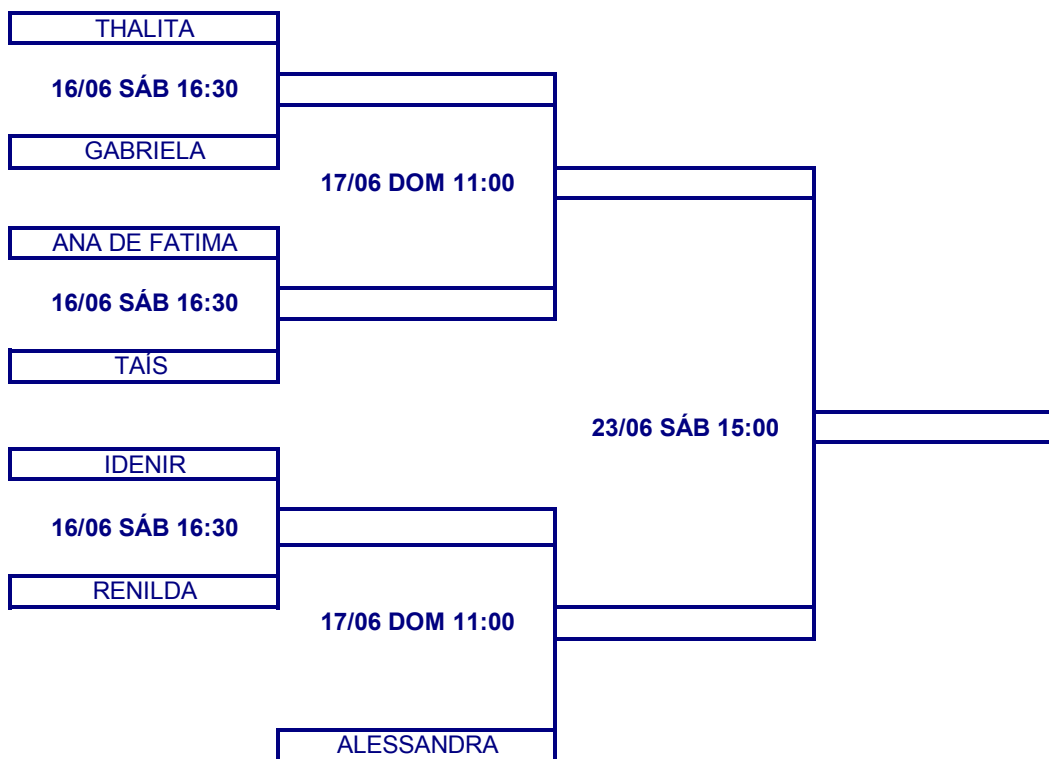 THALITA
16/06 SÁB 16:30
GABRIELA
17/06 DOM 11:00
ANA DE FATIMA
16/06 SÁB 16:30
TAÍS
23/06 SÁB 15:00
IDENIR
16/06 SÁB 16:30
RENILDA
17/06 DOM 11:00
ALESSANDRA